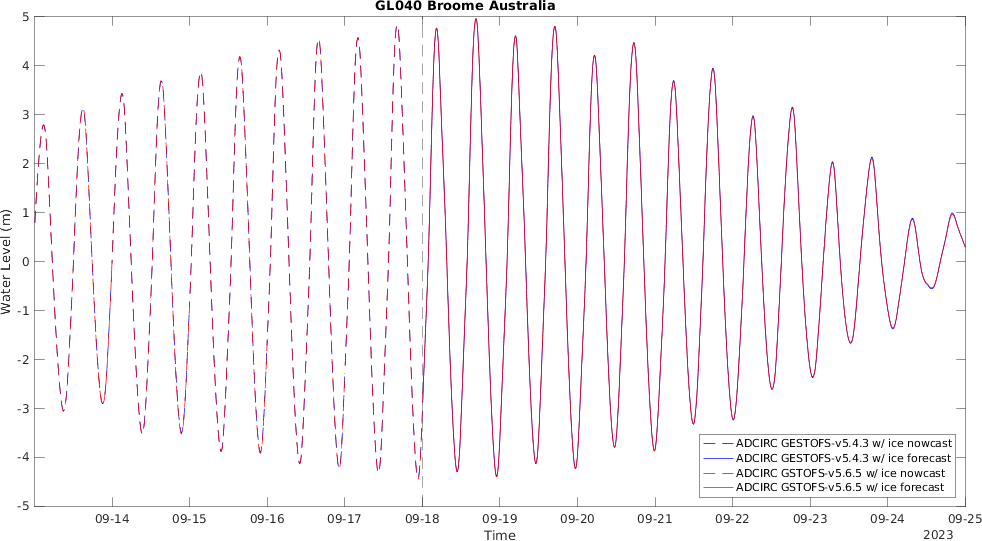 GL040 Broome Australia
5
4
3
2
1
0
-1
-2
-3
-4
-5
Water Level (m)
ADCIRC GESTOFS-v5.4.3 w/ ice nowcast
ADCIRC GESTOFS-v5.4.3 w/ ice forecast
ADCIRC GSTOFS-v5.6.5 w/ ice nowcast
ADCIRC GSTOFS-v5.6.5 w/ ice forecast
09-14 09-15 09-16 09-17 09-18 09-19 09-20 09-21 09-22 09-23 09-24 09-25
Time
2023